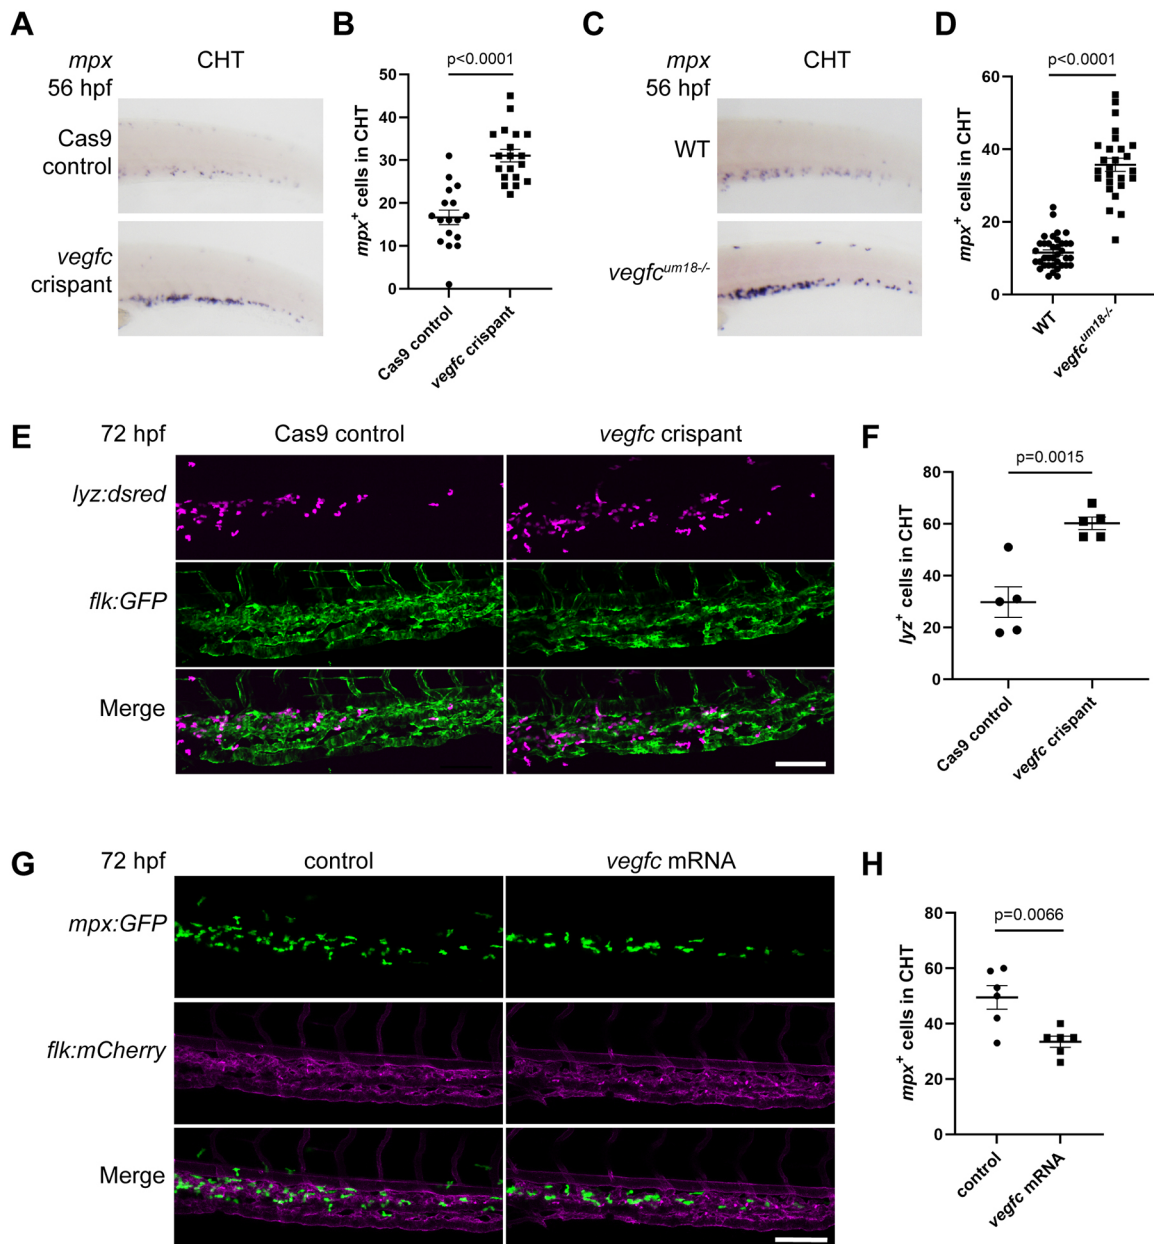 A
mpx
56 hpf
CHT
Cas9
control
vegfc
crispant
B
p<0.0001
mpx+ cells in CHT
50
40
30
20
10
0
Cas9 control
vegfc crispant
C
mpx
56 hpf
CHT
WT
vegfcum18-/-
D
p<0.0001
mpx+ cells in CHT
60
40
20
0
WT
vegfcum18-/-
E
72 hpf
Cas9 control
vegfc crispant
lyz:dsred
flk:GFP
Merge
F
p=0.0015
lyz+ cells in CHT
80
60
40
20
0
Cas9 control
vegfc crispant
G
72 hpf
control
vegfc mRNA
mpx:GFP
flk:mCherry
Merge
H
p=0.0066
mpx+ cells in CHT
80
60
40
20
0
control
vegfc mRNA